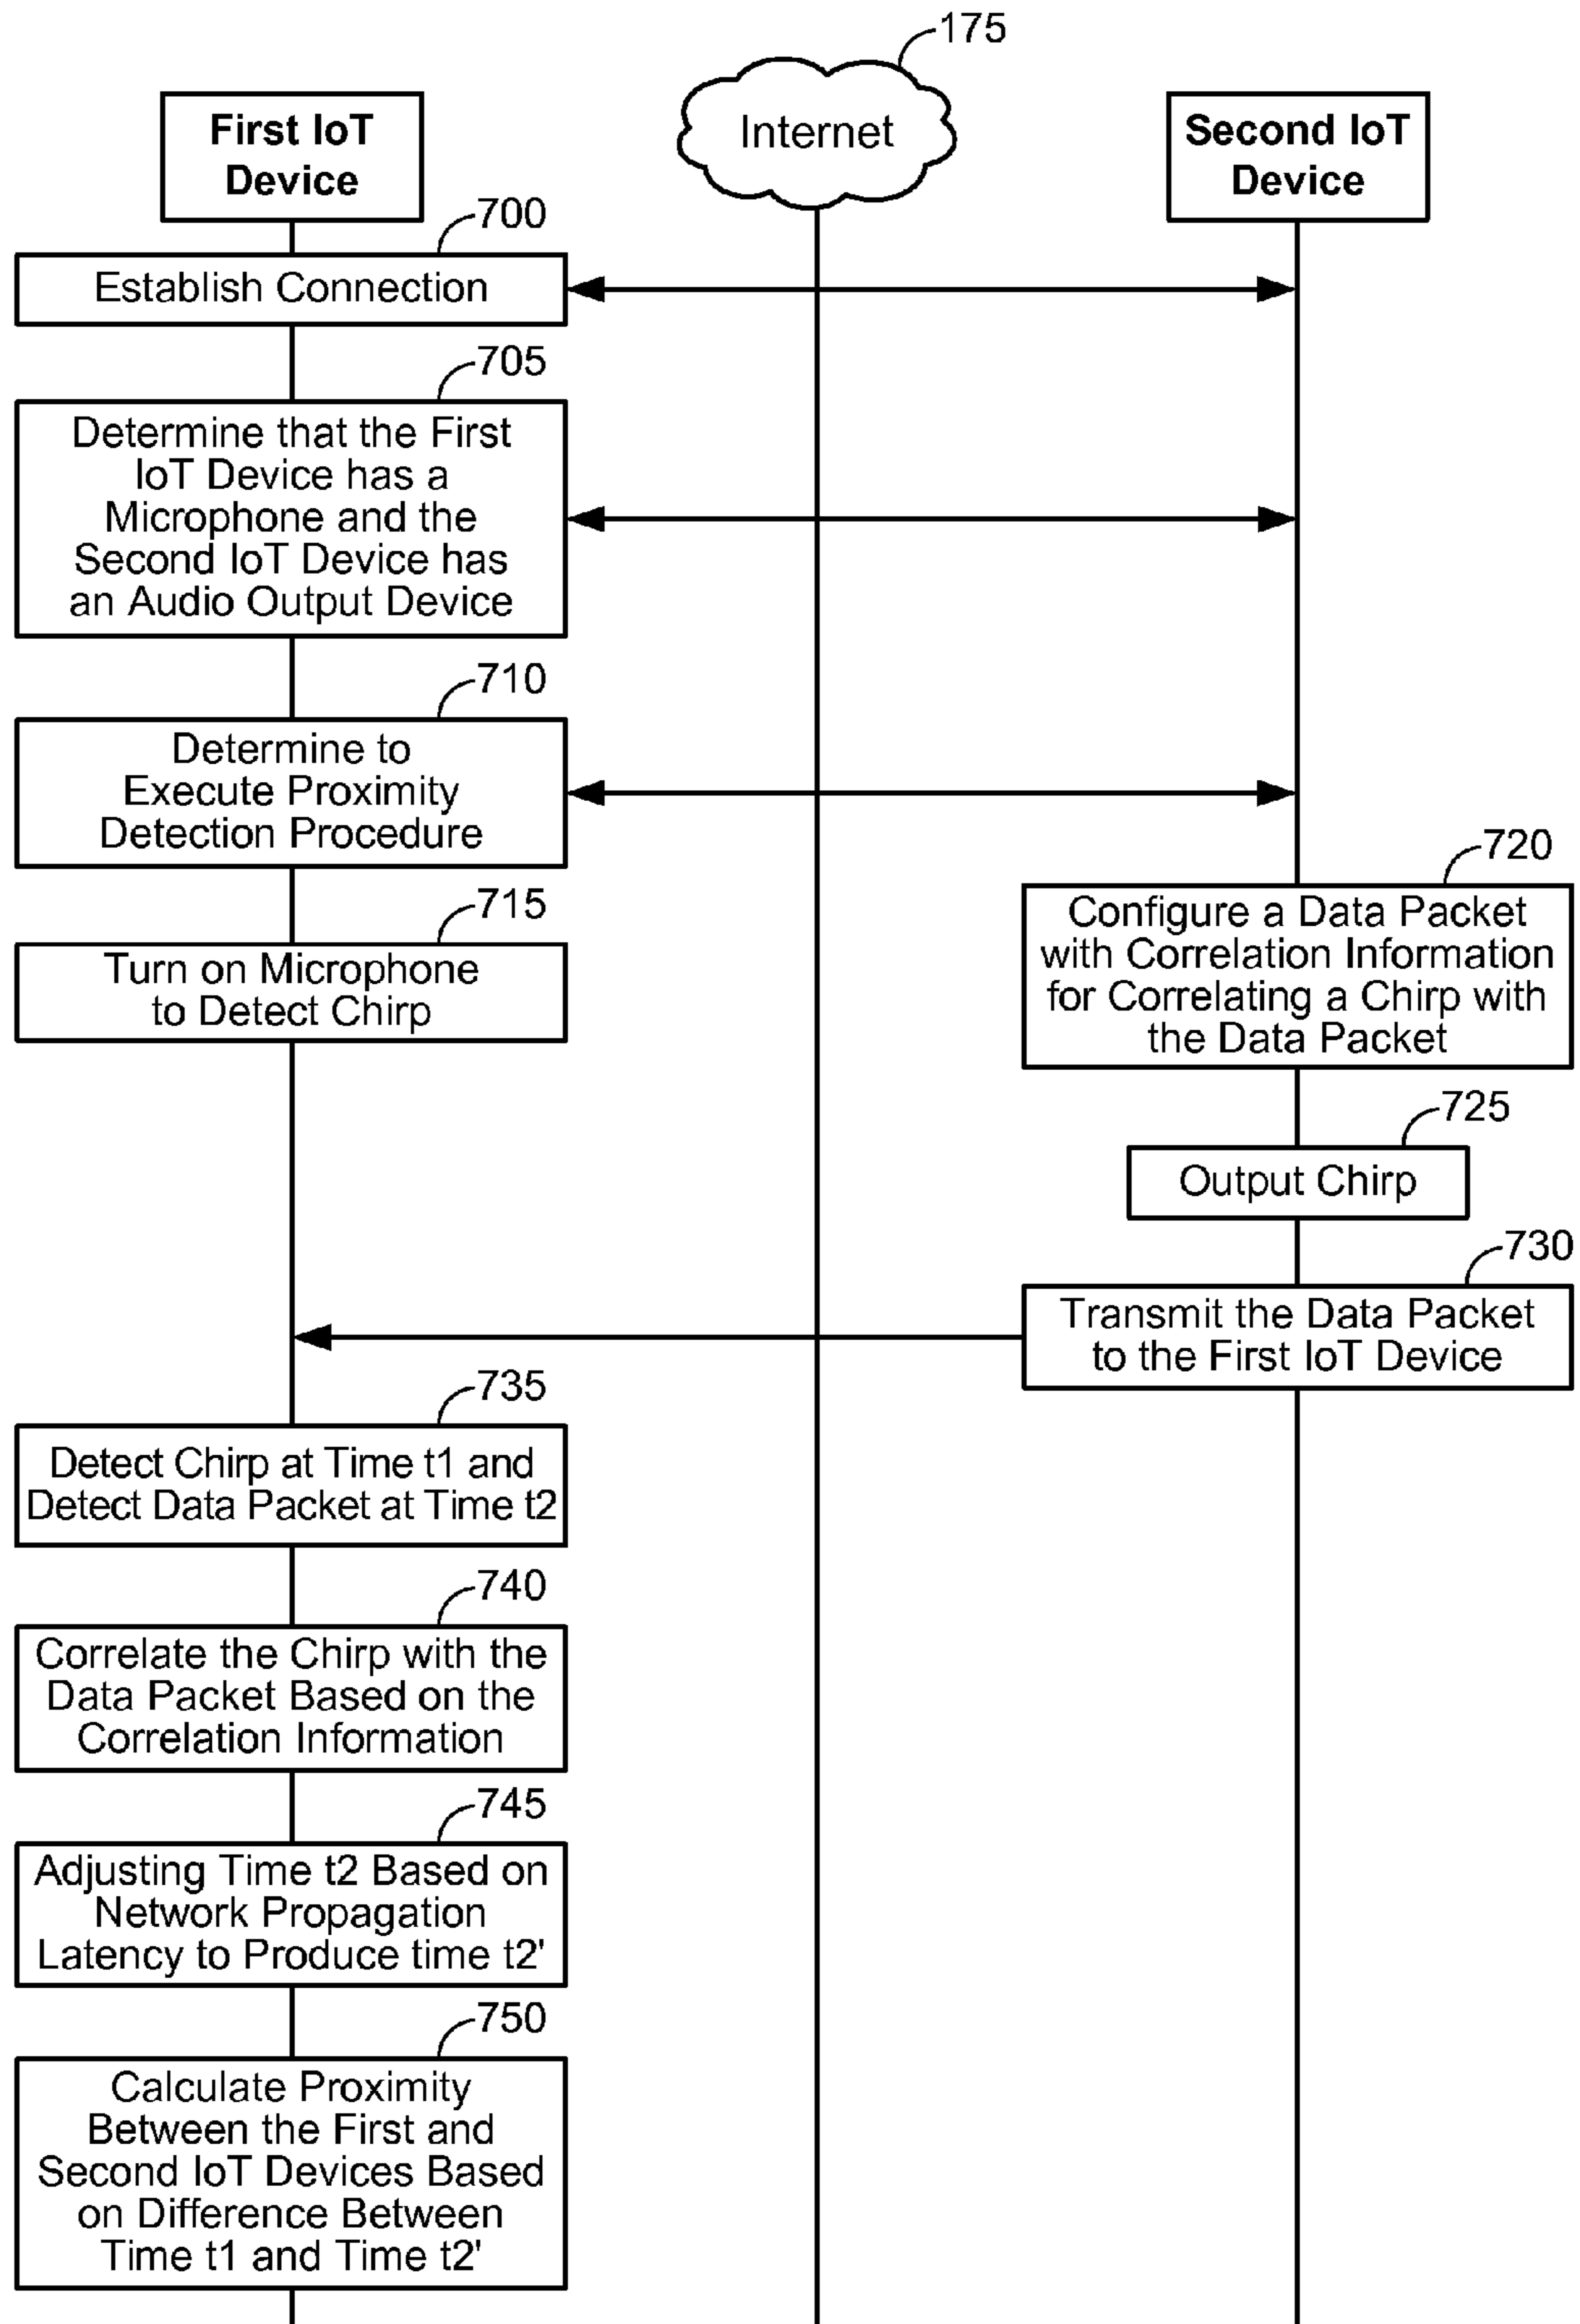 175
First IoT
Device
Internet
Second IoT
Device
700
Establish Connection
705
Determine that the First
IoT Device has a
Microphone and the
Second IoT Device has
an Audio Output Device
710
Determine to
Execute Proximity
Detection Procedure
715
Turn on Microphone
to Detect Chirp
720
Configure a Data Packet
with Correlation Information
for Correlating a Chirp with
the Data Packet
725
Output Chirp
730
Transmit the Data Packet
to the First IoT Device
735
Detect Chirp at Time t1 and
Detect Data Packet at Time t2
740
Correlate the Chirp with the
Data Packet Based on the
Correlation Information
745
Adjusting Time t2 Based on
Network Propagation
Latency to Produce time t2'
750
Calculate Proximity
Between the First and
Second IoT Devices Based
on Difference Between
Time t1 and Time t2'